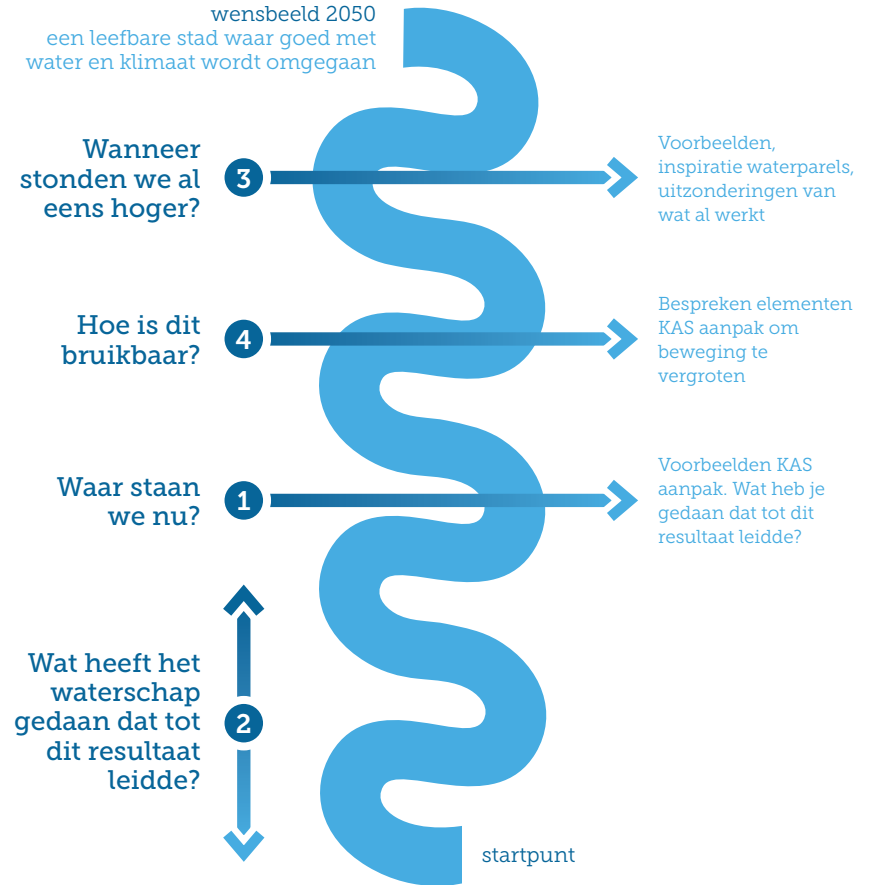 wensbeeld 2050
een leefbare stad waar goed met
water en klimaat wordt omgegaan
Wanneer
stonden we al
eens hoger?
3
Voorbeelden,
inspiratie waterparels,
uitzonderingen van
wat al werkt
Hoe is dit
bruikbaar?
4
Bespreken elementen
KAS aanpak om
beweging te
vergroten
Waar staan
we nu?
1
Voorbeelden KAS
aanpak. Wat heb je
gedaan dat tot dit
resultaat leidde?
Wat heeft het
waterschap
gedaan dat tot
dit resultaat
leidde?
2
startpunt